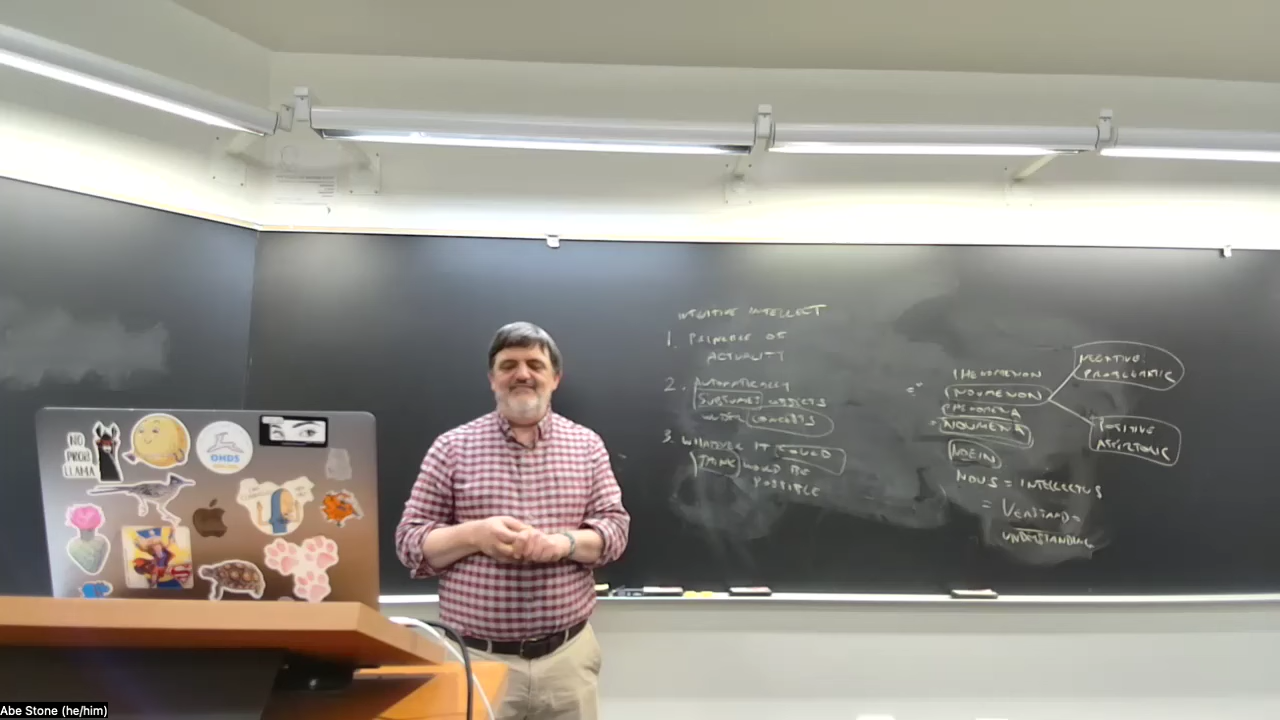 INTUITIVE INTELLECT
1. PRINCIPLE OF
ACTUALITY
2. AUTOMATICALLY
SUBSUMES OBJECTS
UNDER CONCEPTS
3. WHATEVER IT COULD
THINK WOULD BE
POSSIBLE
PHENOMENON
NOUMENON
PHENOMENA
NOUMENA
NOEIN
NOUS = INTELLECTUS
= VERSTAND =
UNDERSTANDING
NEGATIVE:
PROBLEMATIC
POSITIVE
ASSERTORIC
NO
PROB
LLAMA
OHDS
Abe Stone (he/him)